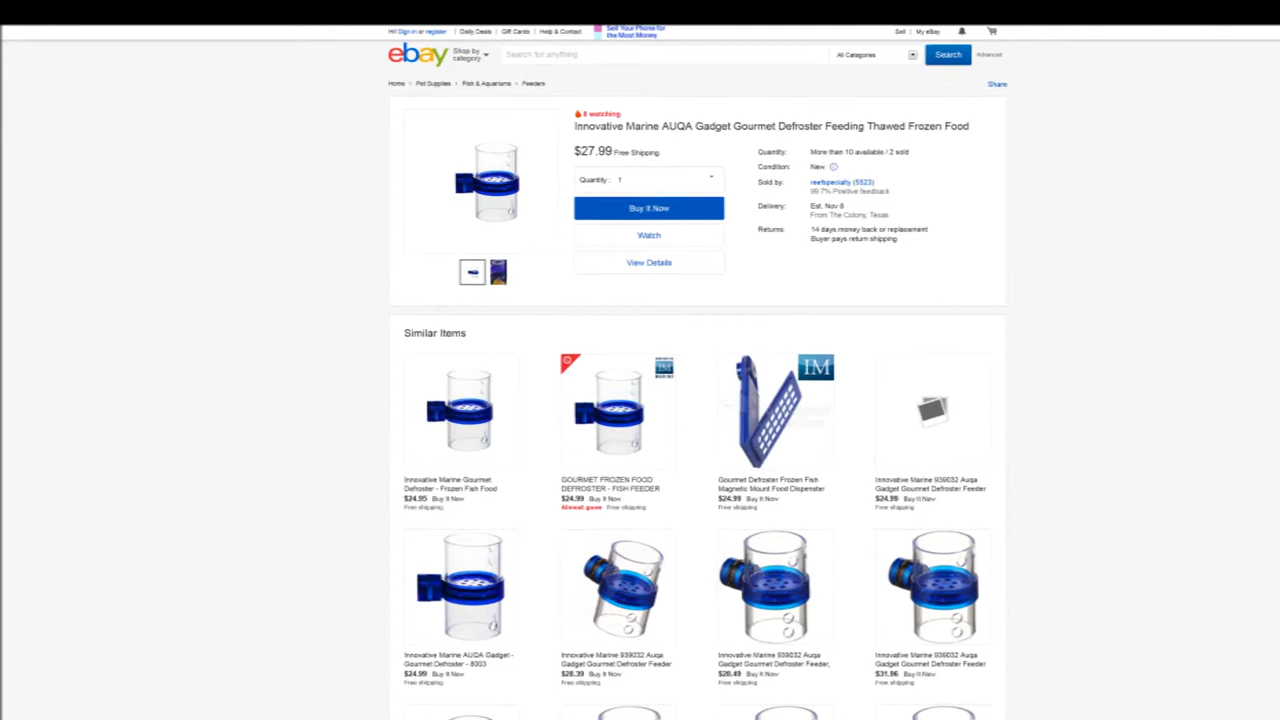 Hi! Sign in or register
Daily Deals
Gift Cards
Help & Contact
Sell Your Phone for
the Most Money
Sell
My eBay
ebay
Shop by
category
Search for anything
All Categories
Search
Advanced
Home
Pet Supplies
Fish & Aquariums
Feeders
Share
8 watching
Innovative Marine AUQA Gadget Gourmet Defroster Feeding Thawed Frozen Food
$27.99 Free Shipping
Quantity: 1
Buy It Now
Watch
View Details
Quantity: More than 10 available / 2 sold
Condition: New
Sold by: reefspecialty (5523)
99.7% Positive feedback
Delivery: Est. Nov 8
From The Colony, Texas
Returns: 14 days money back or replacement
Buyer pays return shipping
Similar Items
IM
Innovative Marine Gourmet
Defroster - Frozen Fish Food
$24.95 Buy It Now
Free shipping
GOURMET FROZEN FOOD
DEFROSTER - FISH FEEDER
$24.99 Buy It Now
Almost gone Free shipping
IM
Gourmet Defroster Frozen Fish
Magnetic Mount Food Dispenster
$24.99 Buy It Now
Free shipping
Innovative Marine 939032 Auqa
Gadget Gourmet Defroster Feeder
$24.99 Buy It Now
Free shipping
Innovative Marine AUQA Gadget -
Gourmet Defroster - 8003
$24.99 Buy It Now
Free shipping
Innovative Marine 939032 Auqa
Gadget Gourmet Defroster Feeder
$28.39 Buy It Now
Free shipping
Innovative Marine 939032 Auqa
Gadget Gourmet Defroster Feeder,
$28.49 Buy It Now
Free shipping
Innovative Marine 939032 Auqa
Gadget Gourmet Defroster Feeder
$31.96 Buy It Now
Free shipping